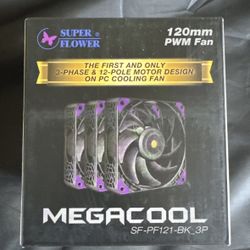 SUPER
FLOWER
120mm
PWM Fan
THE FIRST AND ONLY
3-PHASE & 12-POLE MOTOR DESIGN
ON PC COOLING FAN
MEGACOOL
SF-PF121-BK_3P